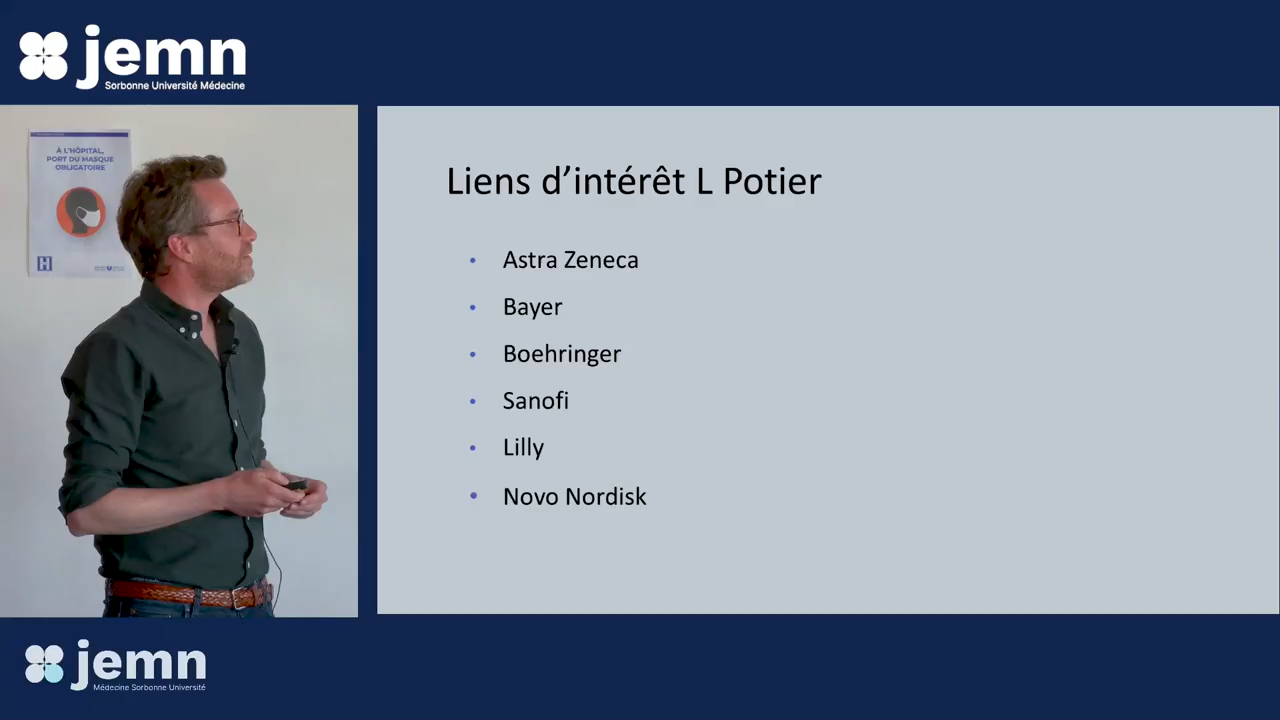 jemn
Sorbonne Université Médecine
À L'HÔPITAL,
PORT DU MASQUE
OBLIGATOIRE
H
Liens d'intérêt L Potier
• Astra Zeneca
• Bayer
• Boehringer
• Sanofi
• Lilly
• Novo Nordisk
jemn
Médecine Sorbonne Université